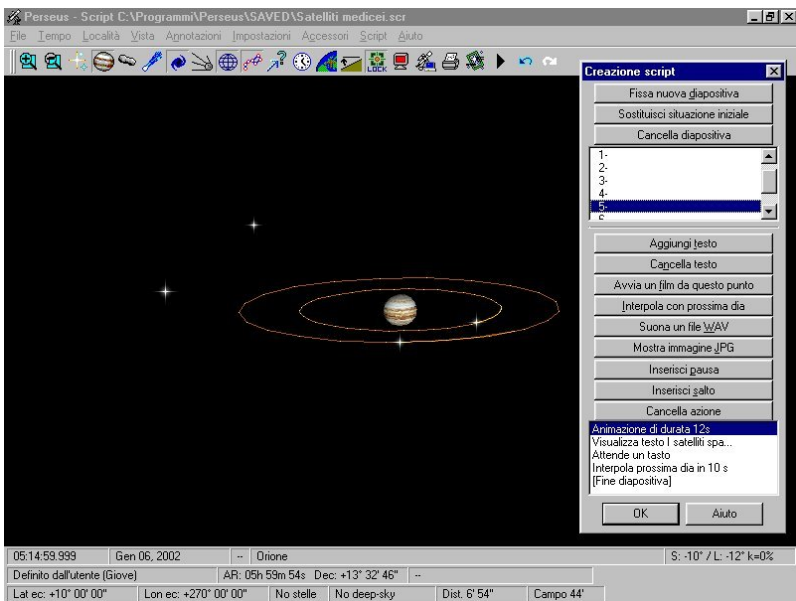 Perseus - Script C:\Programmi\Perseus\SAVED\Satelliti medicei.scr
File Tempo Località Vista Annotazioni Impostazioni Accessori Script Aiuto
LOCK
Creazione script
Fissa nuova diapositiva
Sostituisci situazione iniziale
Cancella diapositiva
1-
2-
3-
4-
5-
6
Aggiungi testo
Cancella testo
Avvia un film da questo punto
Interpola con prossima dia
Suona un file WAV
Mostra immagine JPG
Inserisci pausa
Inserisci salto
Cancella azione
Animazione di durata 12s
Visualizza testo I satelliti spa...
Attende un tasto
Interpola prossima dia in 10 s
[Fine diapositiva]
OK Aiuto
05:14:59.999 Gen 06, 2002 -- Orione S: -10° / L: -12° k=0%
Definito dall'utente (Giove) AR: 05h 59m 54s Dec: +13° 32' 46" --
Lat ec: +10° 00' 00" Lon ec: +270° 00' 00" No stelle No deep-sky Dist. 6' 54" Campo 44'